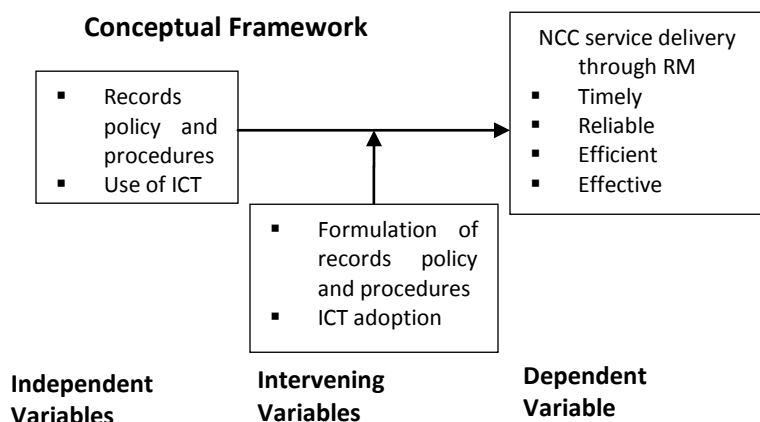 Conceptual Framework
▪ Records
policy and
procedures
▪ Use of ICT
NCC service delivery
through RM
▪ Timely
▪ Reliable
▪ Efficient
▪ Effective
▪ Formulation of
records policy
and procedures
▪ ICT adoption
Independent
Variables
Intervening
Variables
Dependent
Variable